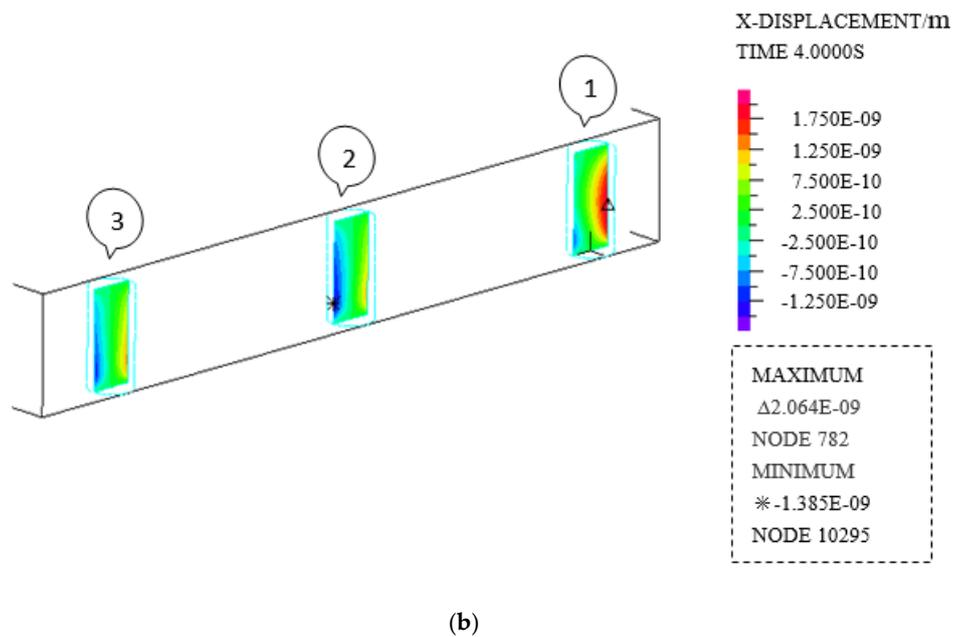 X-DISPLACEMENT/m
TIME 4.0000S
1
2
3
1.750E-09
1.250E-09
7.500E-10
2.500E-10
-2.500E-10
-7.500E-10
-1.250E-09
MAXIMUM
Δ2.064E-09
NODE 782
MINIMUM
✳-1.385E-09
NODE 10295
(b)